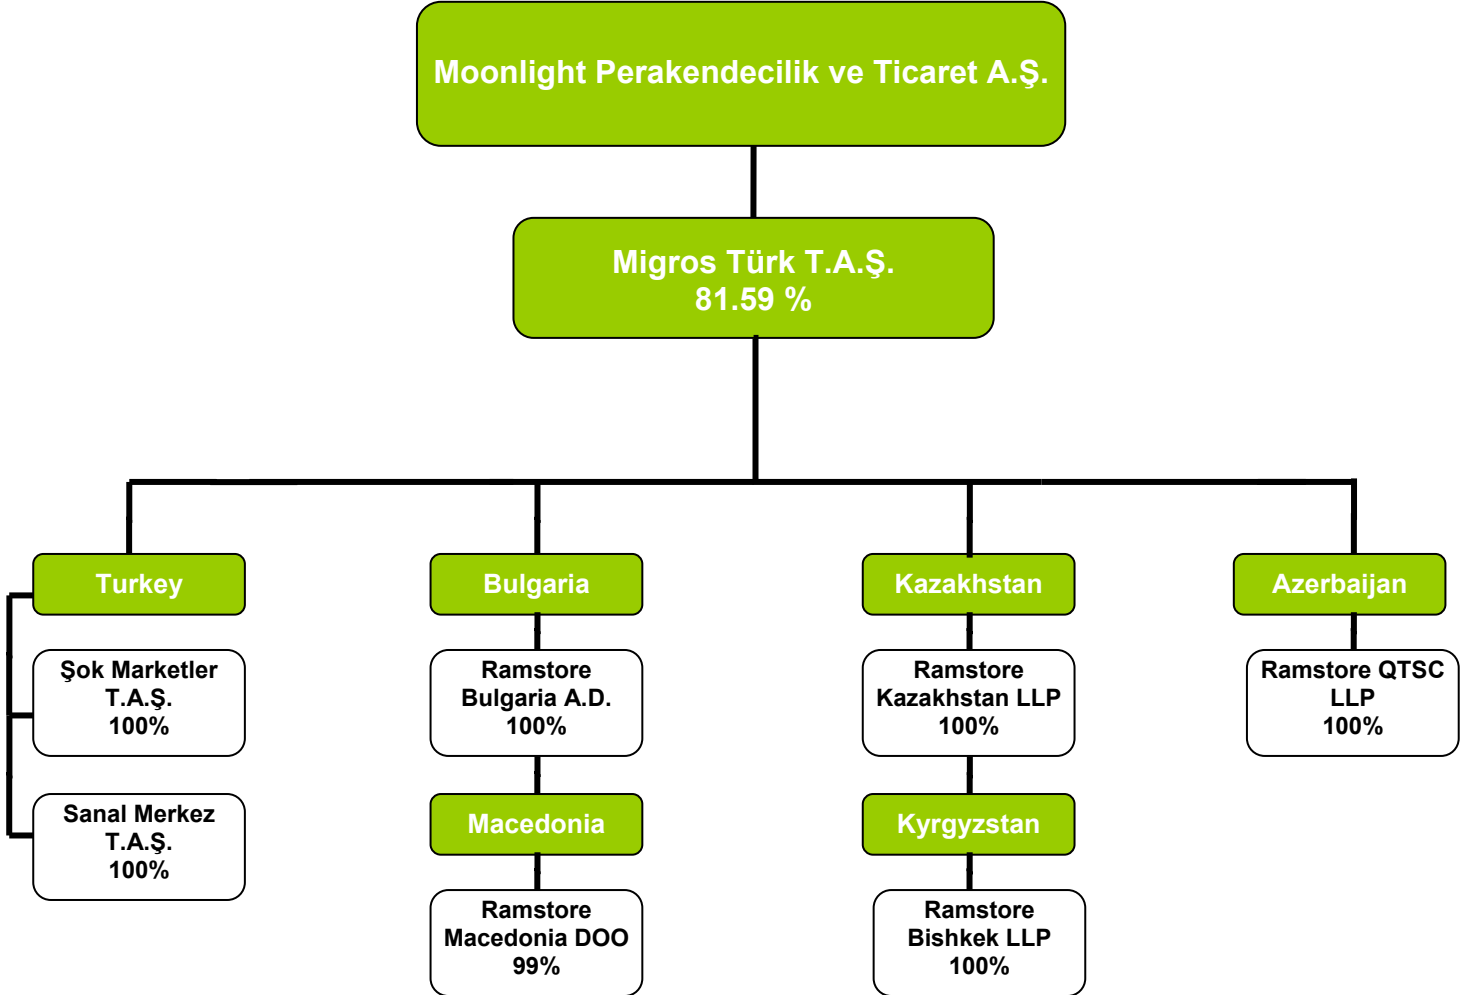 Moonlight Perakendecilik ve Ticaret A.Ş.
Migros Türk T.A.Ş.
81.59 %
Turkey
Şok Marketler
T.A.Ş.
100%
Sanal Merkez
T.A.Ş.
100%
Bulgaria
Ramstore
Bulgaria A.D.
100%
Macedonia
Ramstore
Macedonia DOO
99%
Kazakhstan
Ramstore
Kazakhstan LLP
100%
Kyrgyzstan
Ramstore
Bishkek LLP
100%
Azerbaijan
Ramstore QTSC
LLP
100%